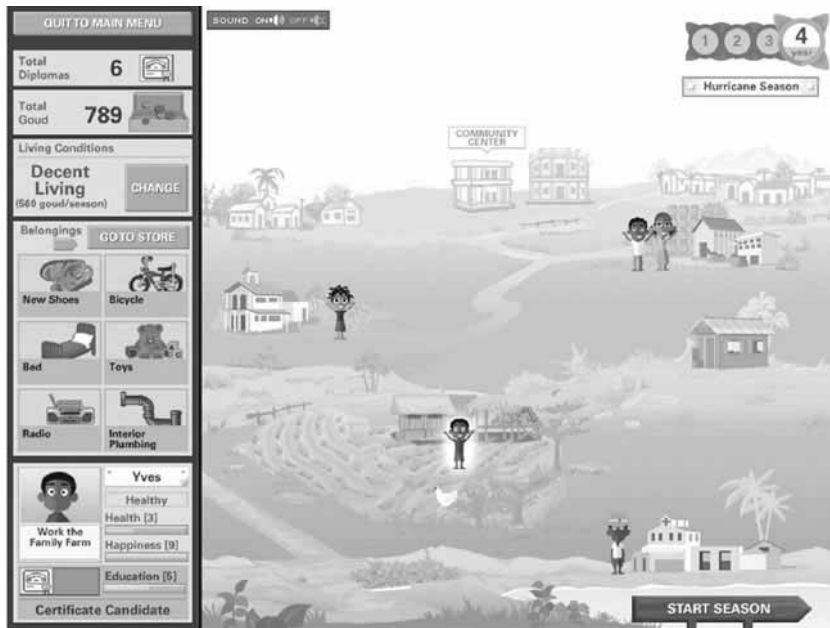 QUIT TO MAIN MENU
Total
Diplomas
6
Total
Goud
789
Living Conditions
Decent
Living
(560 goud/season)
CHANGE
Belongings
GO TO STORE
New Shoes
Bicycle
Bed
Toys
Radio
Interior
Plumbing
Yves
Healthy
Health [3]
Work the
Family Farm
Happiness [9]
Education [5]
Certificate Candidate
SOUND ON OFF
1 2 3 4
year
Hurricane Season
COMMUNITY
CENTER
START SEASON